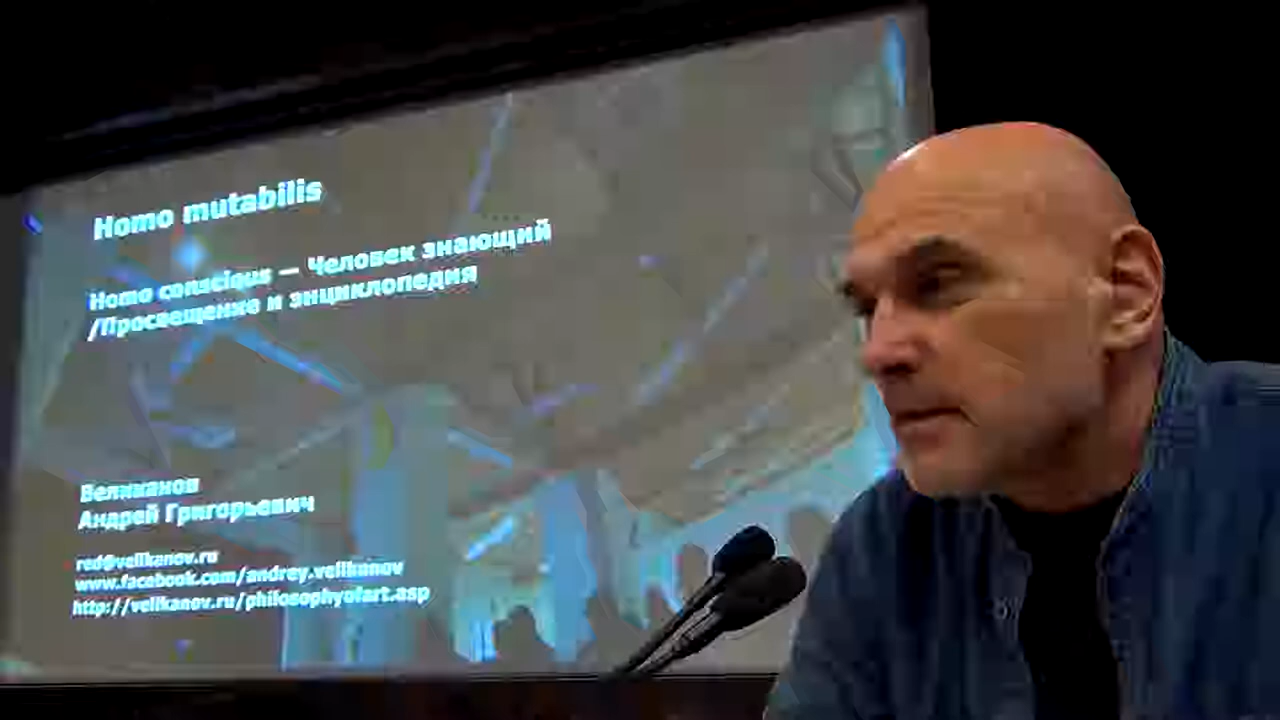 Homo mutabilis
Homo conscious — Человек знающий
/Просвещение и энциклопедия
Великанов
Андрей Григорьевич
red@velikanov.ru
www.facebook.com/andrey.velikanov
http://velikanov.ru/philosophyofart.asp